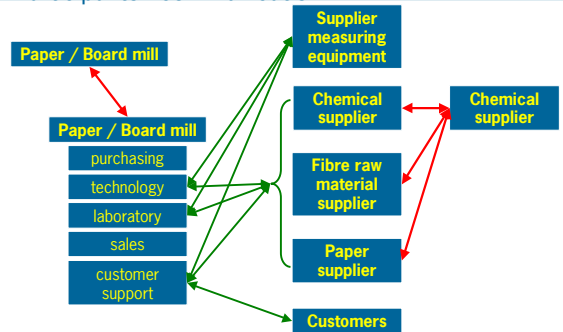 Supplier
measuring
equipment
Paper / Board mill
Chemical
supplier
Chemical
supplier
Paper / Board mill
purchasing
technology
Fibre raw
material
supplier
laboratory
sales
Paper
supplier
customer
support
Customers